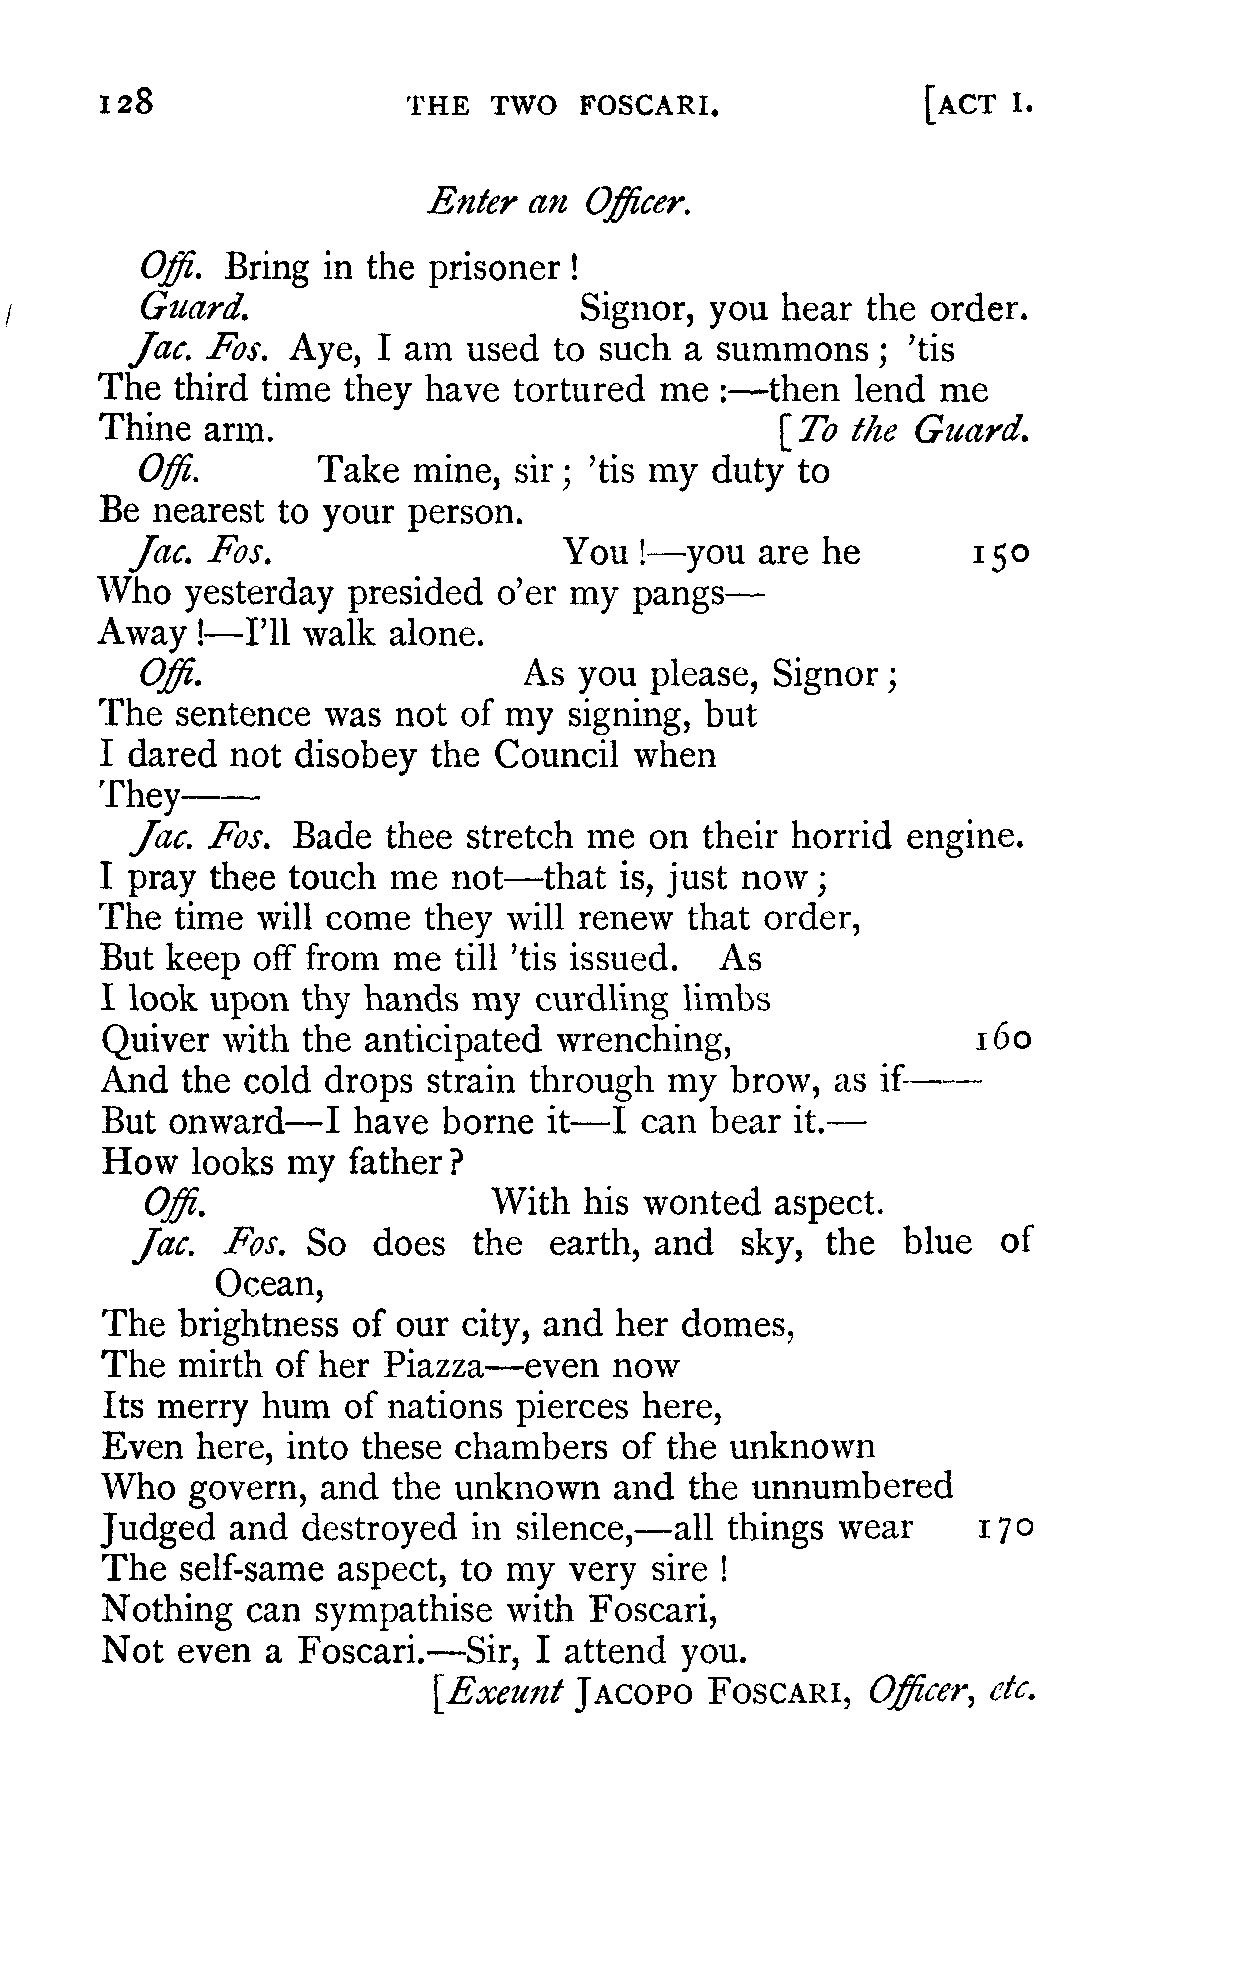 128 THE TWO FOSCARI. [ACT I.
Enter an Officer.
Offi. Bring in the prisoner!
Guard. Signor, you hear the order.
Jac. Fos. Aye, I am used to such a summons; 'tis
The third time they have tortured me:—then lend me
Thine arm. [To the Guard.
Offi. Take mine, sir; 'tis my duty to
Be nearest to your person.
Jac. Fos. You!—you are he 150
Who yesterday presided o'er my pangs—
Away!—I'll walk alone.
Offi. As you please, Signor;
The sentence was not of my signing, but
I dared not disobey the Council when
They——
Jac. Fos. Bade thee stretch me on their horrid engine.
I pray thee touch me not—that is, just now;
The time will come they will renew that order,
But keep off from me till 'tis issued. As
I look upon thy hands my curdling limbs
Quiver with the anticipated wrenching, 160
And the cold drops strain through my brow, as if——
But onward—I have borne it—I can bear it.—
How looks my father?
Offi. With his wonted aspect.
Jac. Fos. So does the earth, and sky, the blue of
Ocean,
The brightness of our city, and her domes,
The mirth of her Piazza—even now
Its merry hum of nations pierces here,
Even here, into these chambers of the unknown
Who govern, and the unknown and the unnumbered
Judged and destroyed in silence,—all things wear 170
The self-same aspect, to my very sire!
Nothing can sympathise with Foscari,
Not even a Foscari.—Sir, I attend you.
[Exeunt JACOPO FOSCARI, Officer, etc.